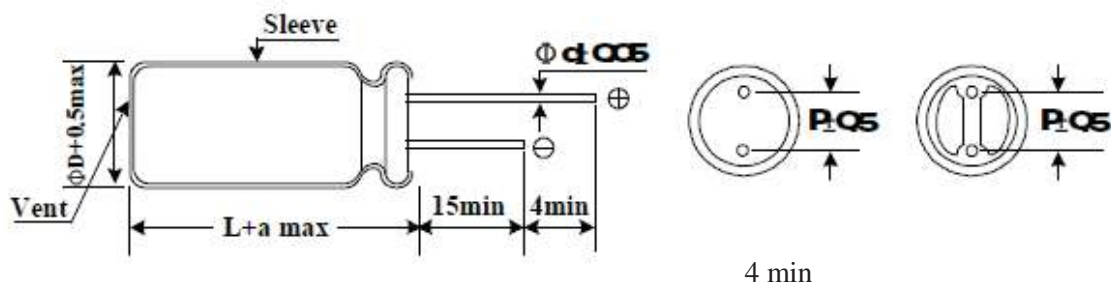 Sleeve
ΦD+0.5max
Vent
L+a max
15min
4min
Φd±0.05
⊕
⊖
P±0.5
P±0.5
4 min